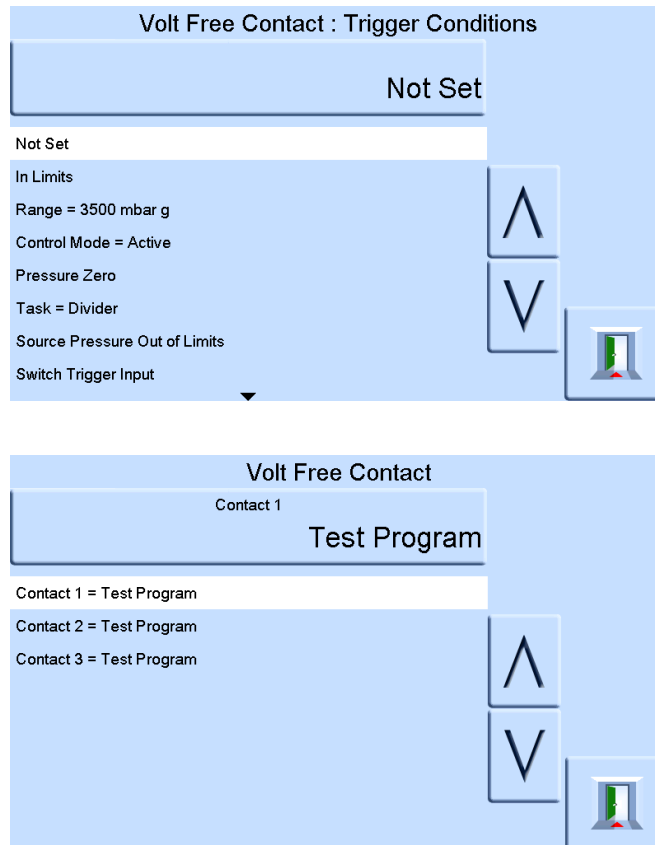 Volt Free Contact : Trigger Conditions
Not Set
Not Set
In Limits
Range = 3500 mbar g
Control Mode = Active
Pressure Zero
Task = Divider
Source Pressure Out of Limits
Switch Trigger Input
Volt Free Contact
Contact 1
Test Program
Contact 1 = Test Program
Contact 2 = Test Program
Contact 3 = Test Program